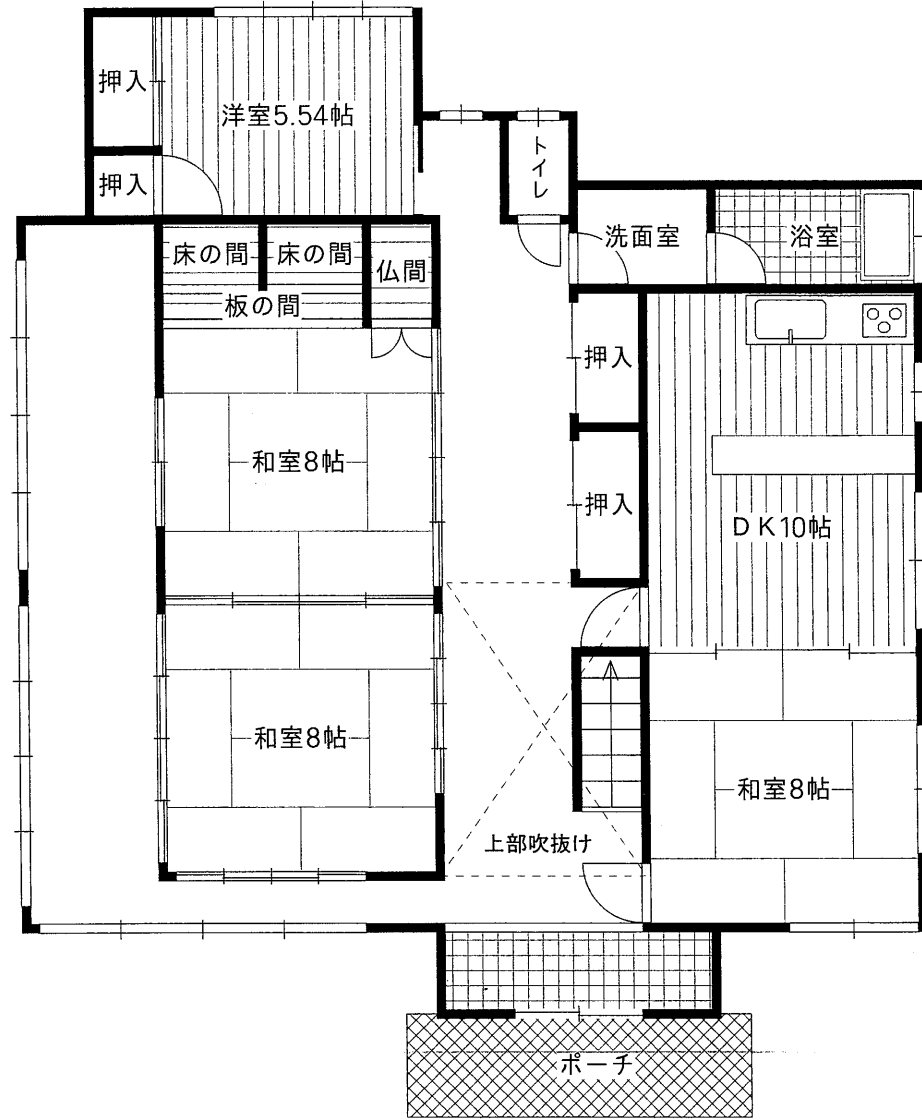 押入
洋室5.54帖
押入
トイレ
洗面室
浴室
床の間
床の間
仏間
板の間
押入
和室8帖
押入
DK10帖
和室8帖
和室8帖
上部吹抜け
ポーチ